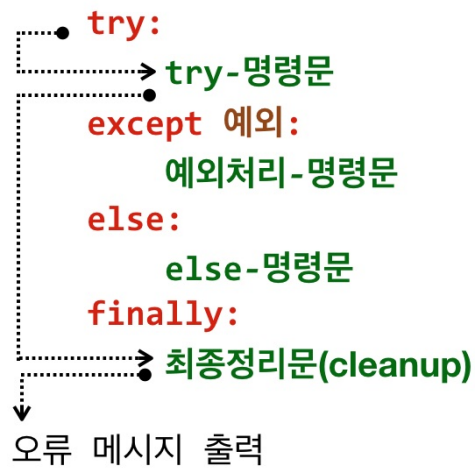 try:
try-명령문
except 예외:
예외처리-명령문
else:
else-명령문
finally:
최종정리문(cleanup)
오류 메시지 출력